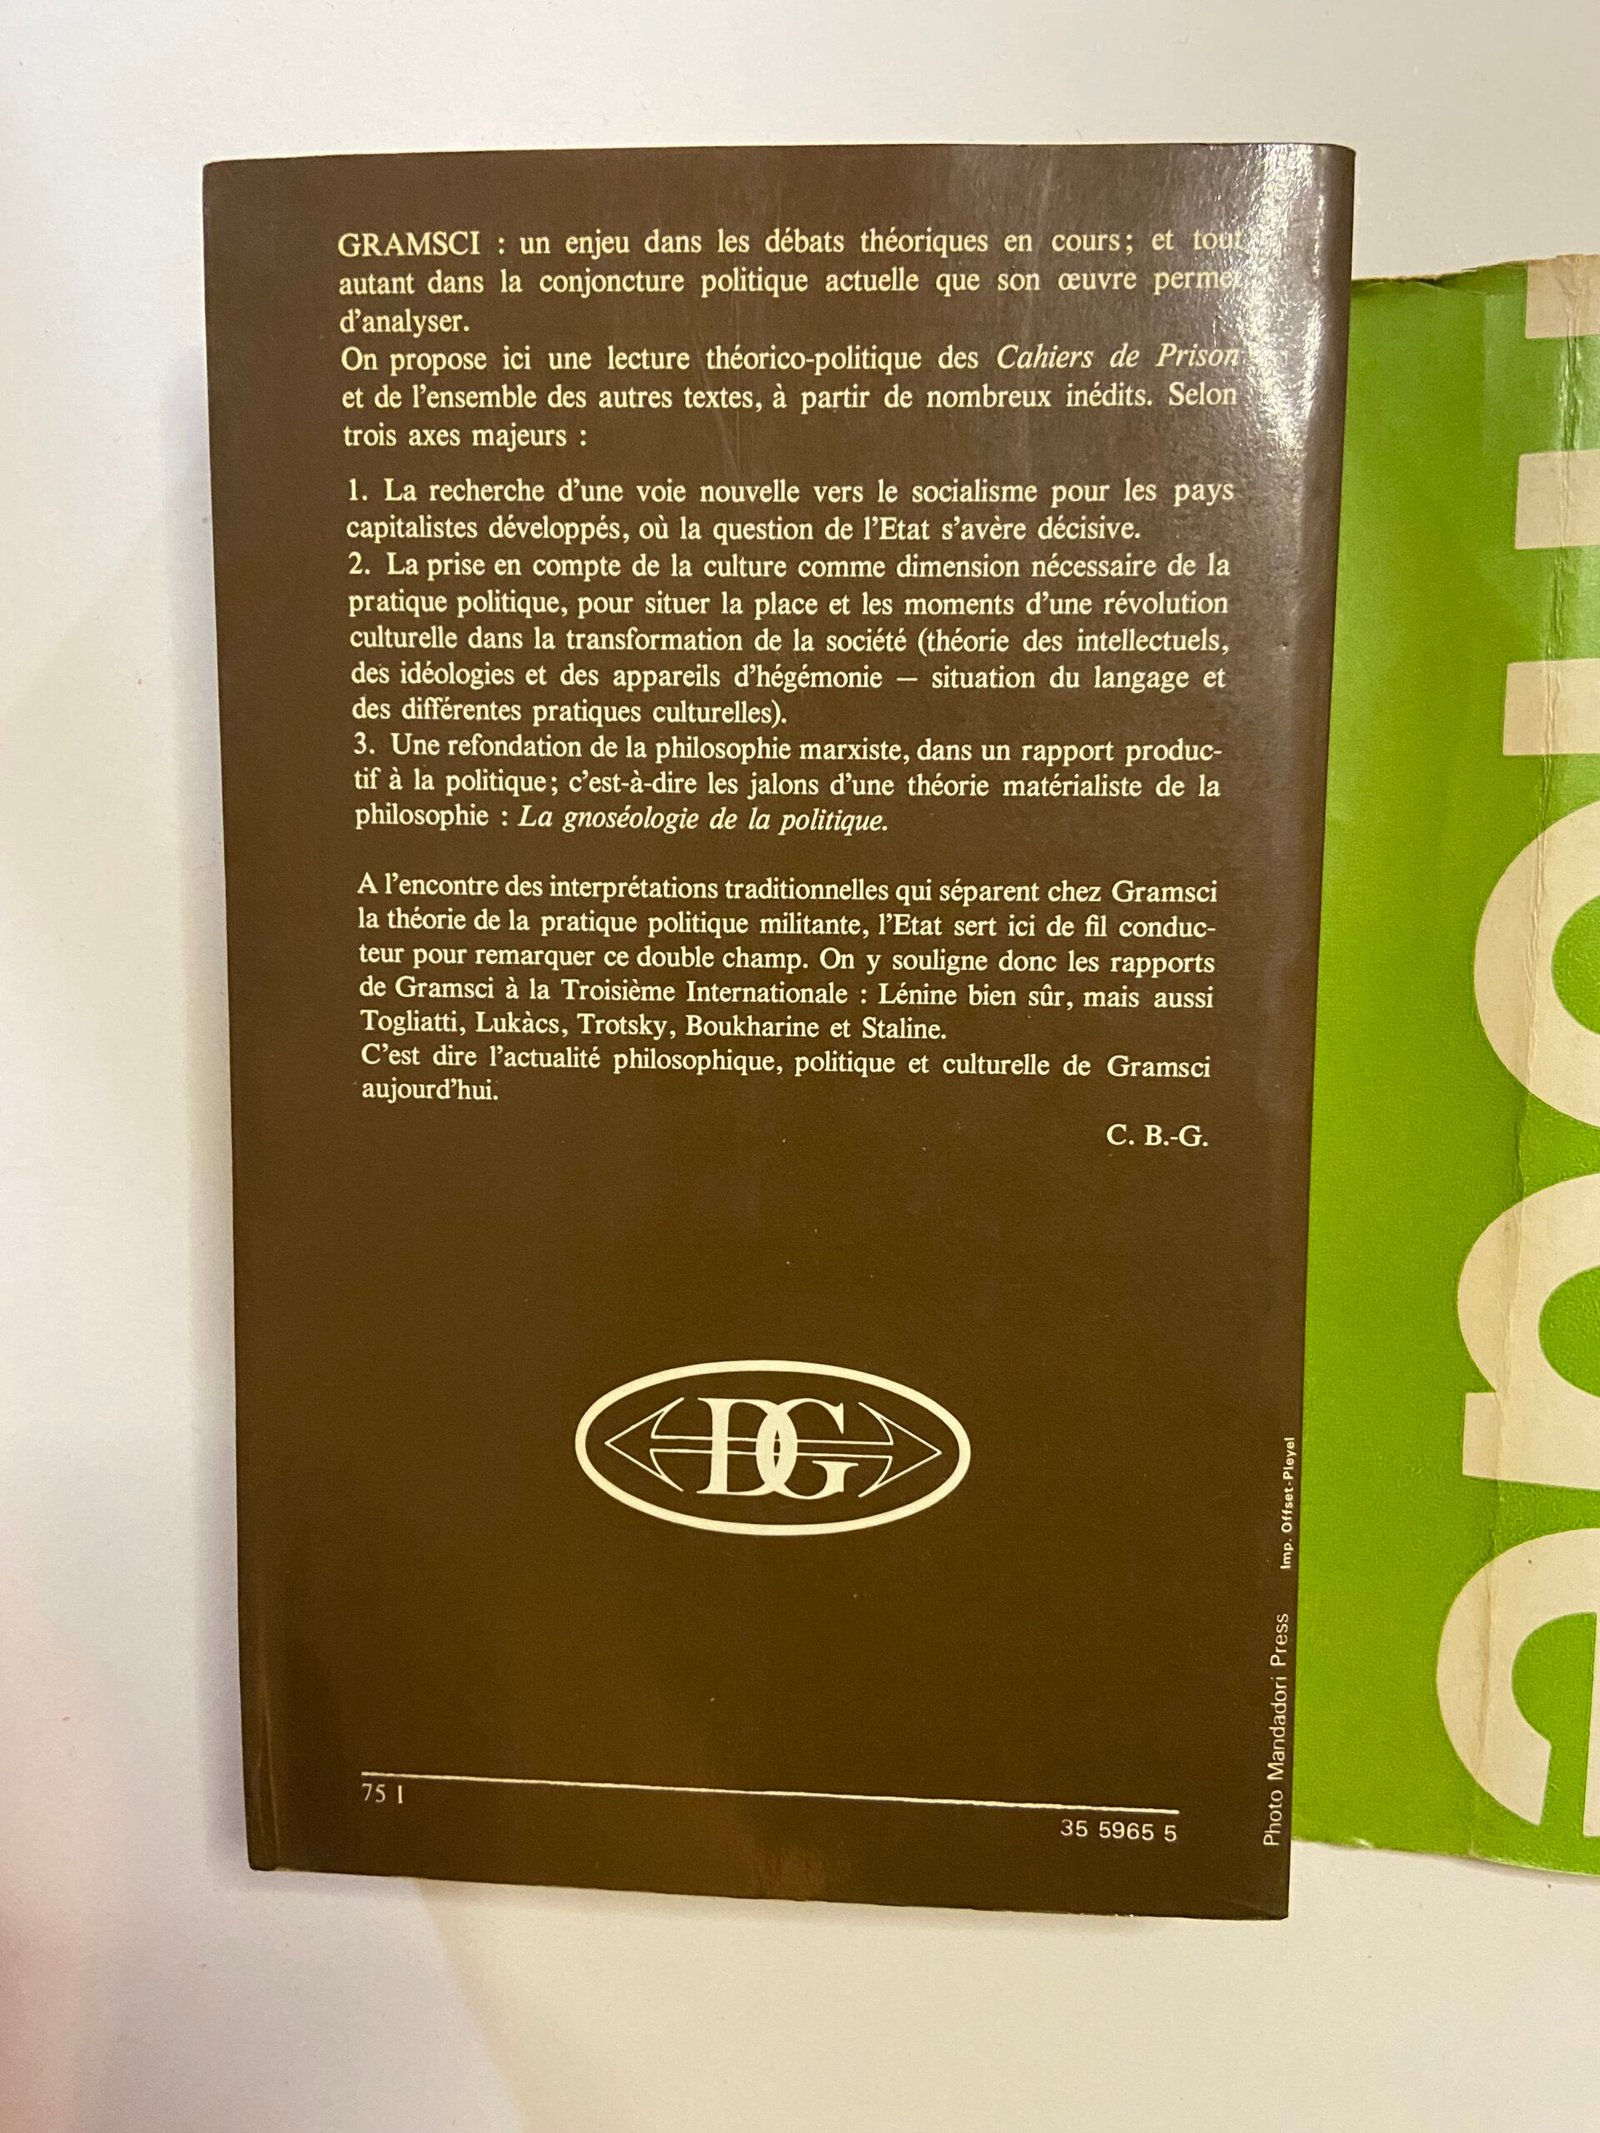 GRAMSCI : un enjeu dans les débats théoriques en cours; et tout
autant dans la conjoncture politique actuelle que son œuvre permet
d'analyser.
On propose ici une lecture théorico-politique des Cahiers de Prison
et de l'ensemble des autres textes, à partir de nombreux inédits. Selon
trois axes majeurs :
1. La recherche d'une voie nouvelle vers le socialisme pour les pays
capitalistes développés, où la question de l'Etat s'avère décisive.
2. La prise en compte de la culture comme dimension nécessaire de la
pratique politique, pour situer la place et les moments d'une révolution
culturelle dans la transformation de la société (théorie des intellectuels,
des idéologies et des appareils d'hégémonie — situation du langage et
des différentes pratiques culturelles).
3. Une refondation de la philosophie marxiste, dans un rapport produc-
tif à la politique; c'est-à-dire les jalons d'une théorie matérialiste de la
philosophie : La gnoséologie de la politique.
A l'encontre des interprétations traditionnelles qui séparent chez Gramsci
la théorie de la pratique politique militante, l'Etat sert ici de fil conduc-
teur pour remarquer ce double champ. On y souligne donc les rapports
de Gramsci à la Troisième Internationale : Lénine bien sûr, mais aussi
Togliatti, Lukàcs, Trotsky, Boukharine et Staline.
C'est dire l'actualité philosophique, politique et culturelle de Gramsci
aujourd'hui.
C. B.-G.
DG
75 I
35 5965 5
Photo Mandadori Press Imp. Offset-Pleyel